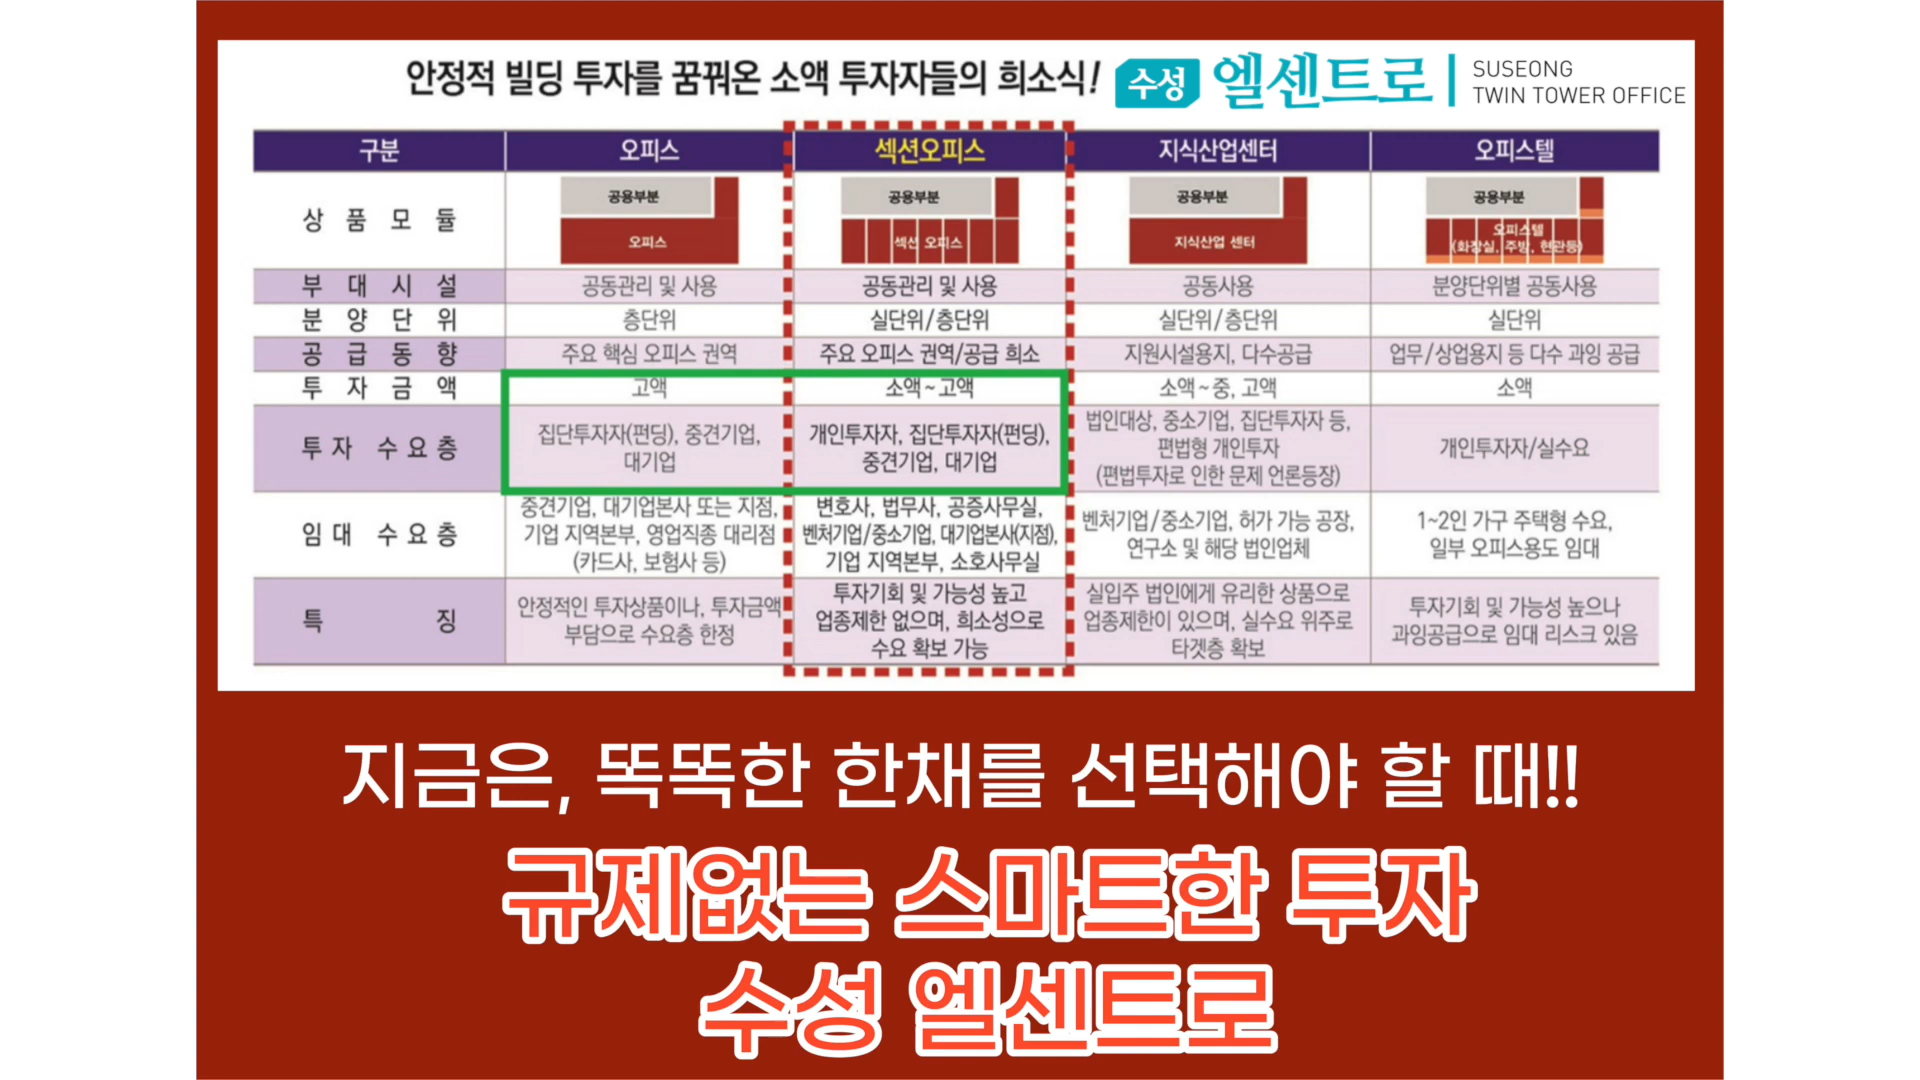 안정적 빌딩 투자를 꿈꿔온 소액 투자자들의 희소식!
수성 엘센트로
SUSEONG
TWIN TOWER OFFICE
구분 오피스 섹션오피스 지식산업센터 오피스텔
상품모듈
공용부분
오피스
공용부분
섹션 오피스
공용부분
지식산업 센터
공용부분
오피스텔
(화장실, 주방, 현관등)
부대시설 공동관리 및 사용 공동관리 및 사용 공동사용 분양단위별 공동사용
분양단위 층단위 실단위/층단위 실단위/층단위 실단위
공급동향 주요 핵심 오피스 권역 주요 오피스 권역/공급 희소 지원시설용지, 다수공급 업무/상업용지 등 다수 과잉 공급
투자금액 고액 소액~고액 소액~중, 고액 소액
투자 수요층
집단투자자(펀딩), 중견기업,
대기업
개인투자자, 집단투자자(펀딩),
중견기업, 대기업
법인대상, 중소기업, 집단투자자 등,
편법형 개인투자
(편법투자로 인한 문제 언론등장)
개인투자자/실수요
임대 수요층
중견기업, 대기업본사 또는 지점,
기업 지역본부, 영업직종 대리점
(카드사, 보험사 등)
변호사, 법무사, 공증사무실,
벤처기업/중소기업, 대기업본사(지점),
기업 지역본부, 소호사무실
벤처기업/중소기업, 허가 가능 공장,
연구소 및 해당 법인업체
1~2인 가구 주택형 수요,
일부 오피스용도 임대
특징
안정적인 투자상품이나, 투자금액
부담으로 수요층 한정
투자기회 및 가능성 높고
업종제한 없으며, 희소성으로
수요 확보 가능
실입주 법인에게 유리한 상품으로
업종제한이 있으며, 실수요 위주로
타겟층 확보
투자기회 및 가능성 높으나
과잉공급으로 임대 리스크 있음
지금은, 똑똑한 한채를 선택해야 할 때!!
규제없는 스마트한 투자
수성 엘센트로